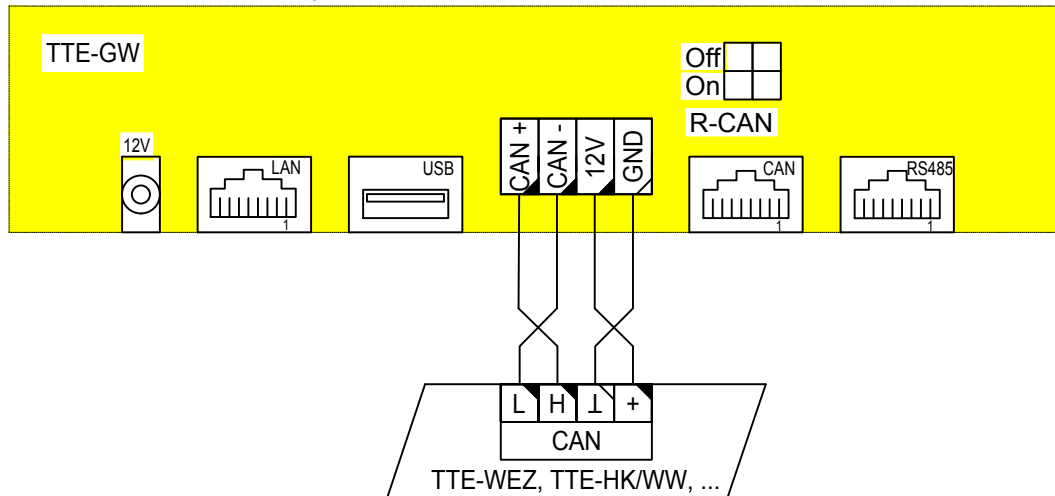 TTE-GW
Off
On
R-CAN
12V
LAN
1
USB
CAN +
CAN -
12V
GND
CAN
1
RS485
1
L
H
⊥
+
CAN
TTE-WEZ, TTE-HK/WW, ...